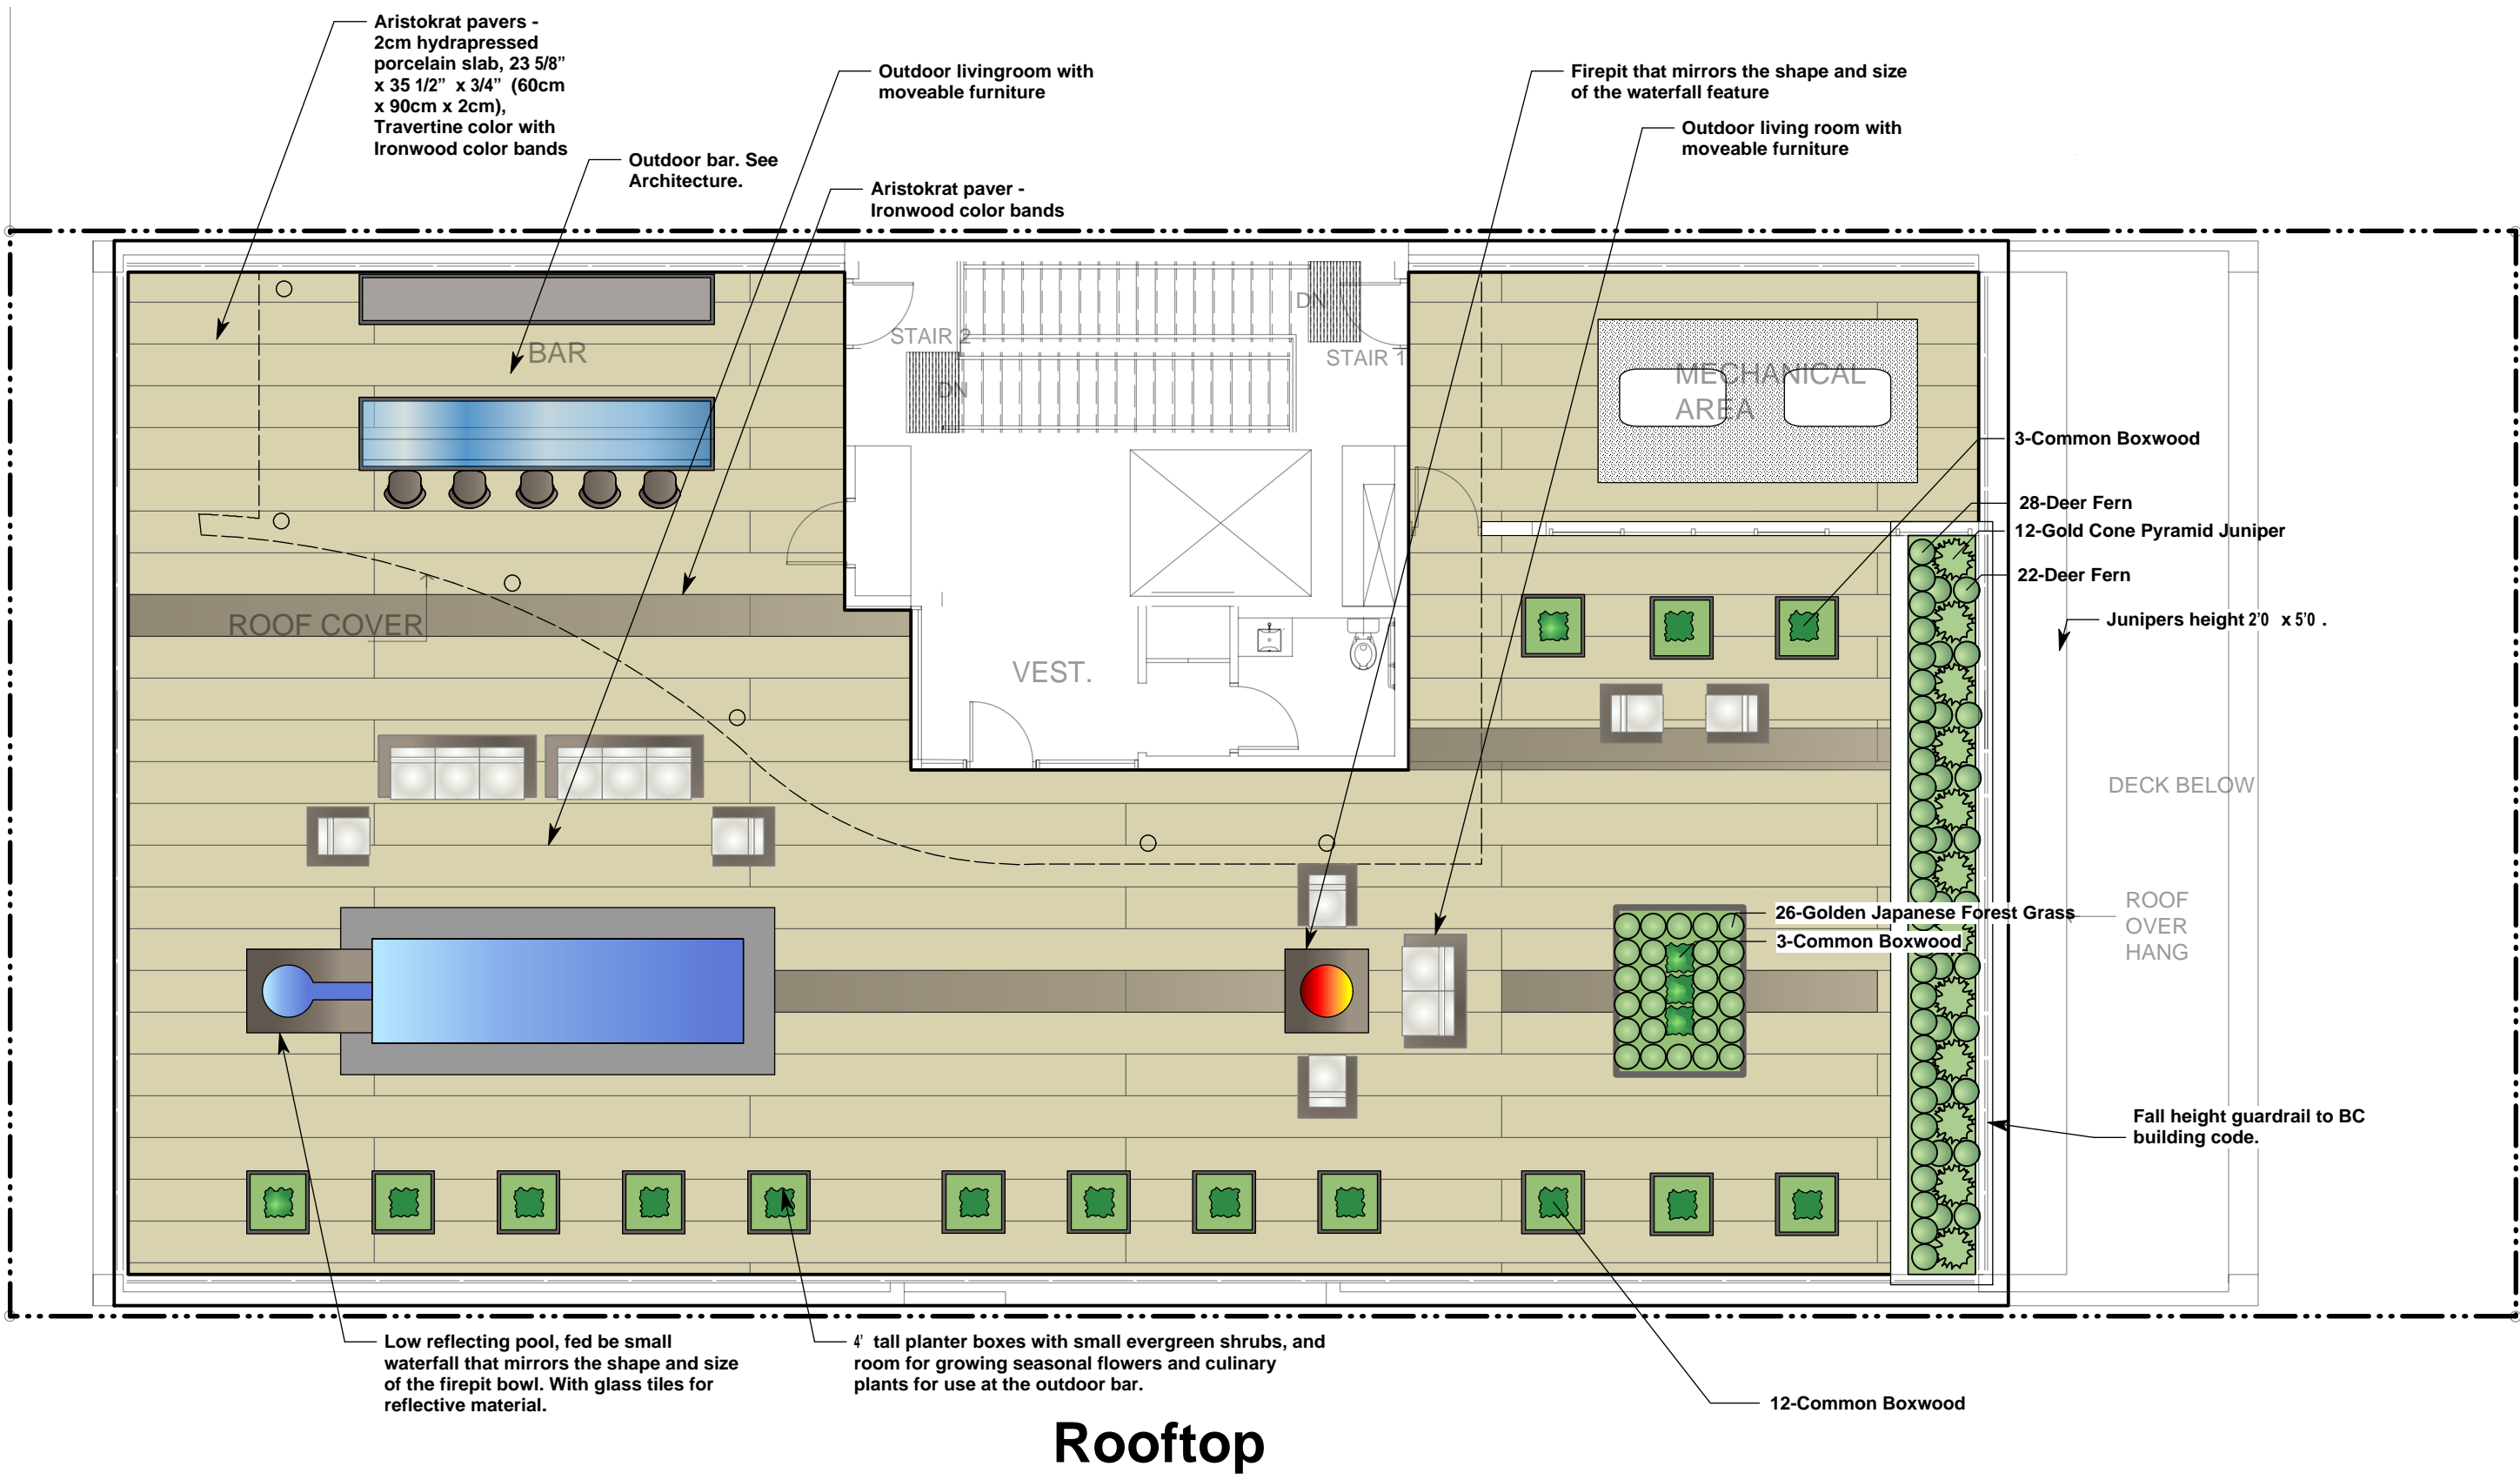 Aristokrat pavers -
2cm hydrapressed
porcelain slab, 23 5/8"
x 35 1/2" x 3/4" (60cm
x 90cm x 2cm),
Travertine color with
Ironwood color bands
Outdoor bar. See
Architecture.
Outdoor livingroom with
moveable furniture
Aristokrat paver -
Ironwood color bands
Firepit that mirrors the shape and size
of the waterfall feature
Outdoor living room with
moveable furniture
BAR
STAIR 2
DN
DN
STAIR 1
MECHANICAL
AREA
3-Common Boxwood
28-Deer Fern
12-Gold Cone Pyramid Juniper
22-Deer Fern
Junipers height 2'0 x 5'0 .
ROOF COVER
VEST.
DECK BELOW
ROOF
OVER
HANG
26-Golden Japanese Forest Grass
3-Common Boxwood
Fall height guardrail to BC
building code.
Low reflecting pool, fed be small
waterfall that mirrors the shape and size
of the firepit bowl. With glass tiles for
reflective material.
4' tall planter boxes with small evergreen shrubs, and
room for growing seasonal flowers and culinary
plants for use at the outdoor bar.
12-Common Boxwood
Rooftop